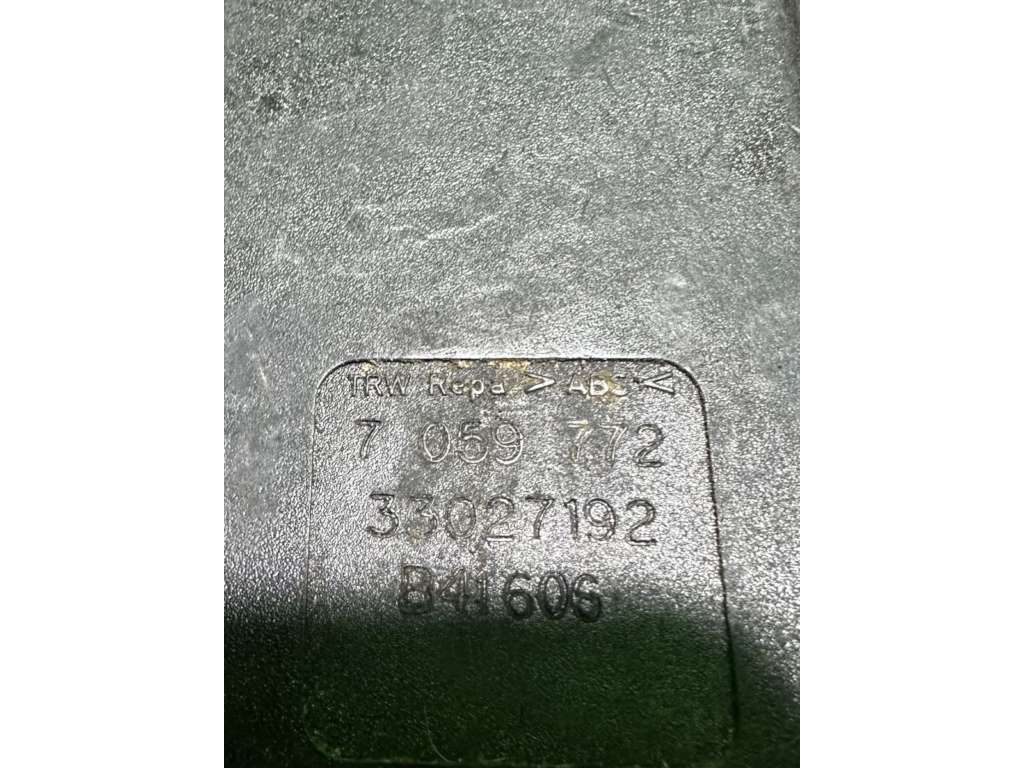 TRW Repa >ABS<
7 059 772
33027192
B41606